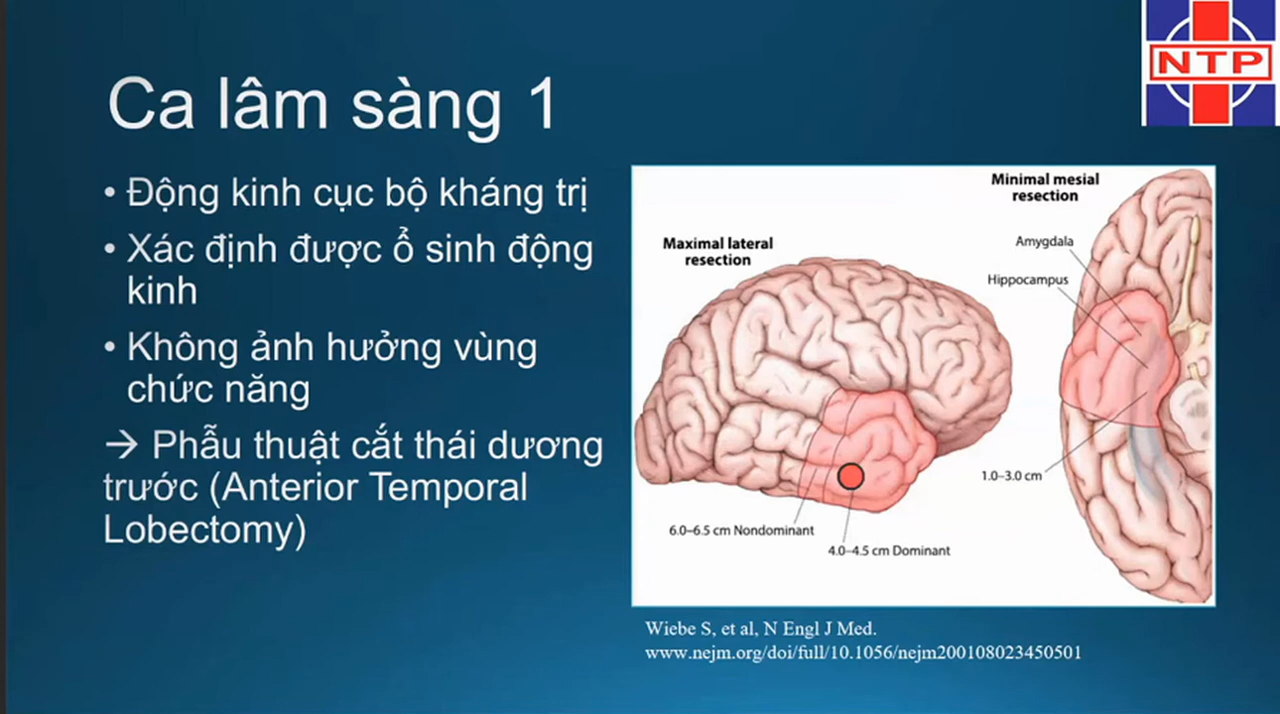 NTP
Ca lâm sàng 1
• Động kinh cục bộ kháng trị
• Xác định được ổ sinh động
kinh
• Không ảnh hưởng vùng
chức năng
→ Phẫu thuật cắt thái dương
trước (Anterior Temporal
Lobectomy)
Maximal lateral
resection
Minimal mesial
resection
Amygdala
Hippocampus
1.0–3.0 cm
6.0–6.5 cm Nondominant
4.0–4.5 cm Dominant
Wiebe S, et al, N Engl J Med.
www.nejm.org/doi/full/10.1056/nejm200108023450501